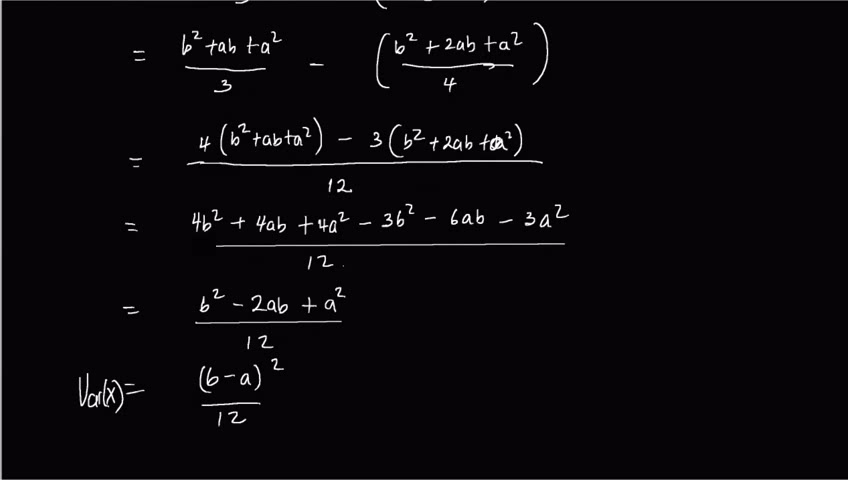 = b²+ab+a²/3 - (b²+2ab+a²/4)
= 4(b²+ab+a²) - 3(b²+2ab+a²)/12
= 4b²+4ab+4a²-3b²-6ab-3a²/12
= b²-2ab+a²/12
Var(x)= (b-a)²/12